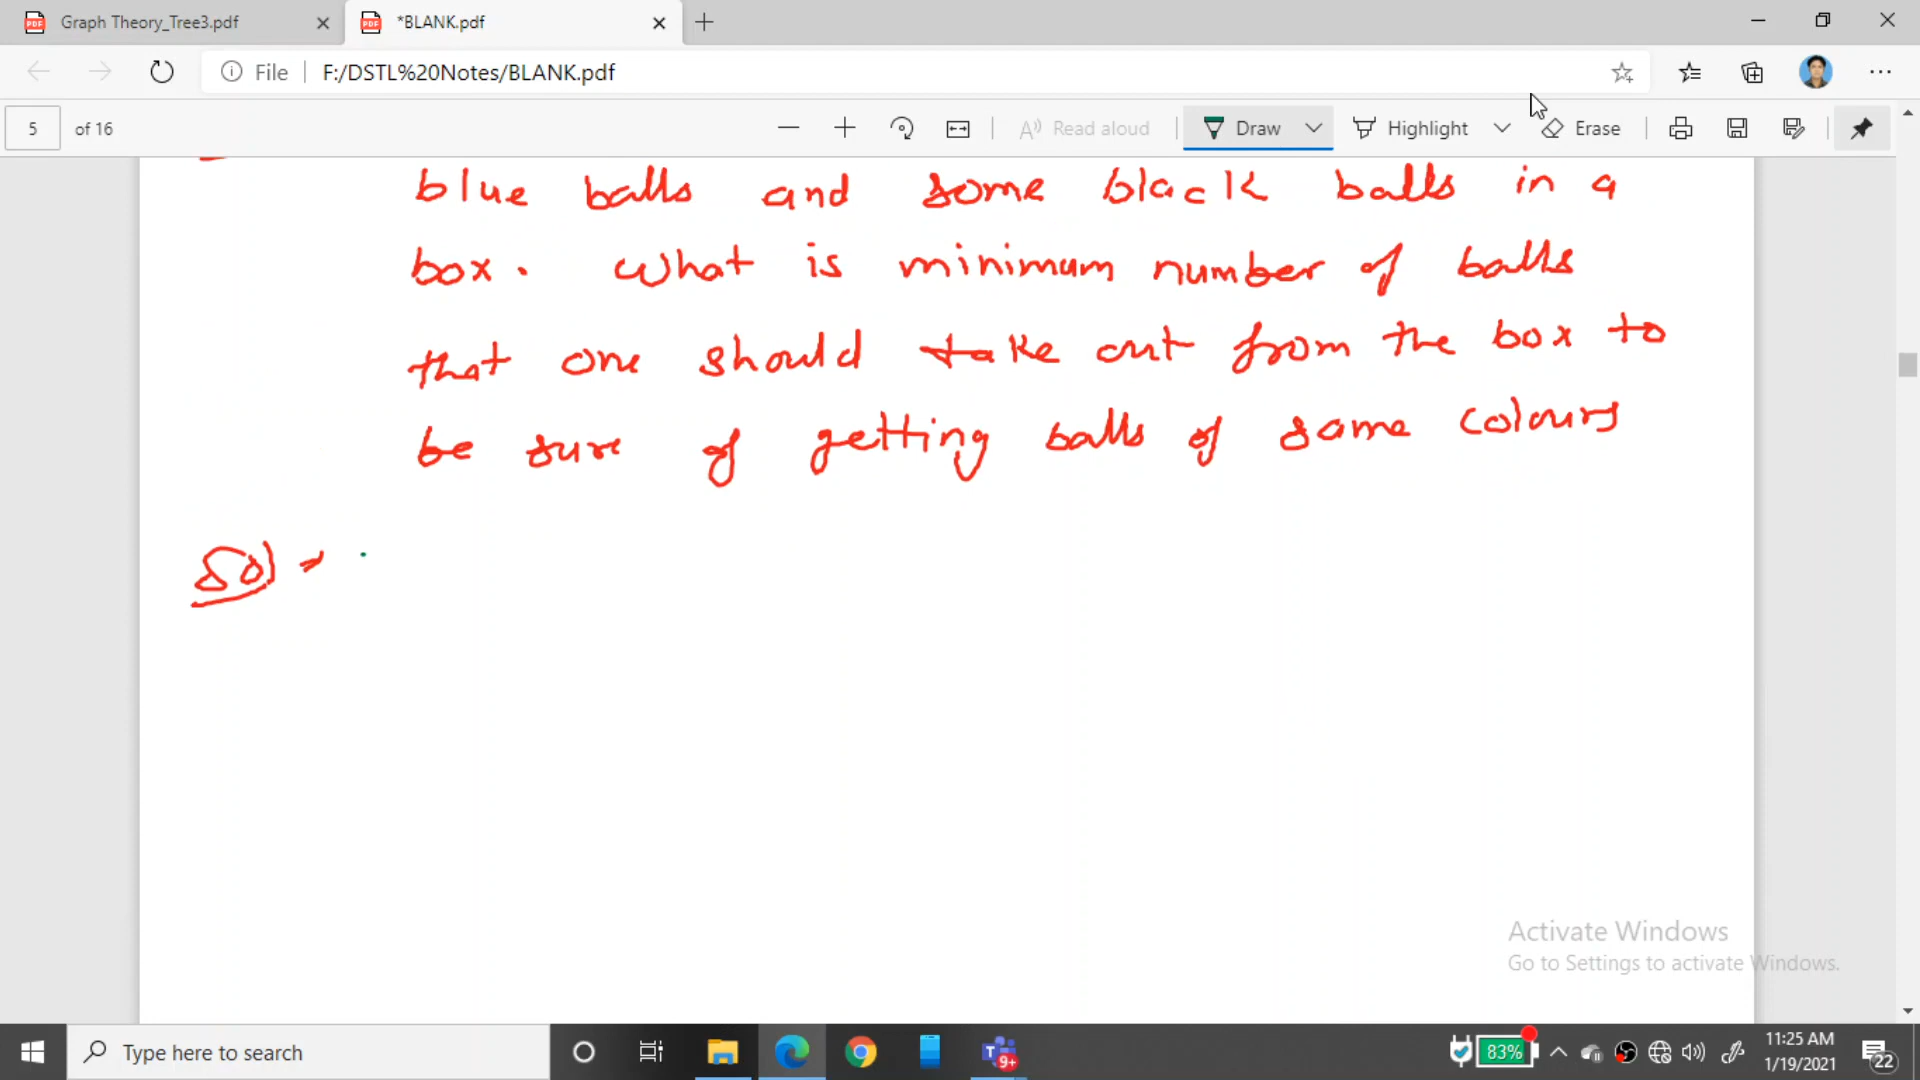 Graph Theory_Tree3.pdf
*BLANK.pdf
File
F:/DSTL%20Notes/BLANK.pdf
5 of 16
Read aloud
Draw
Highlight
Erase
blue balls and some black balls in a
box. What is minimum number of balls
that one should take out from the box to
be sure of getting balls of same colours
Sol
Activate Windows
Go to Settings to activate Windows.
Type here to search
9+
83%
11:25 AM
1/19/2021
22